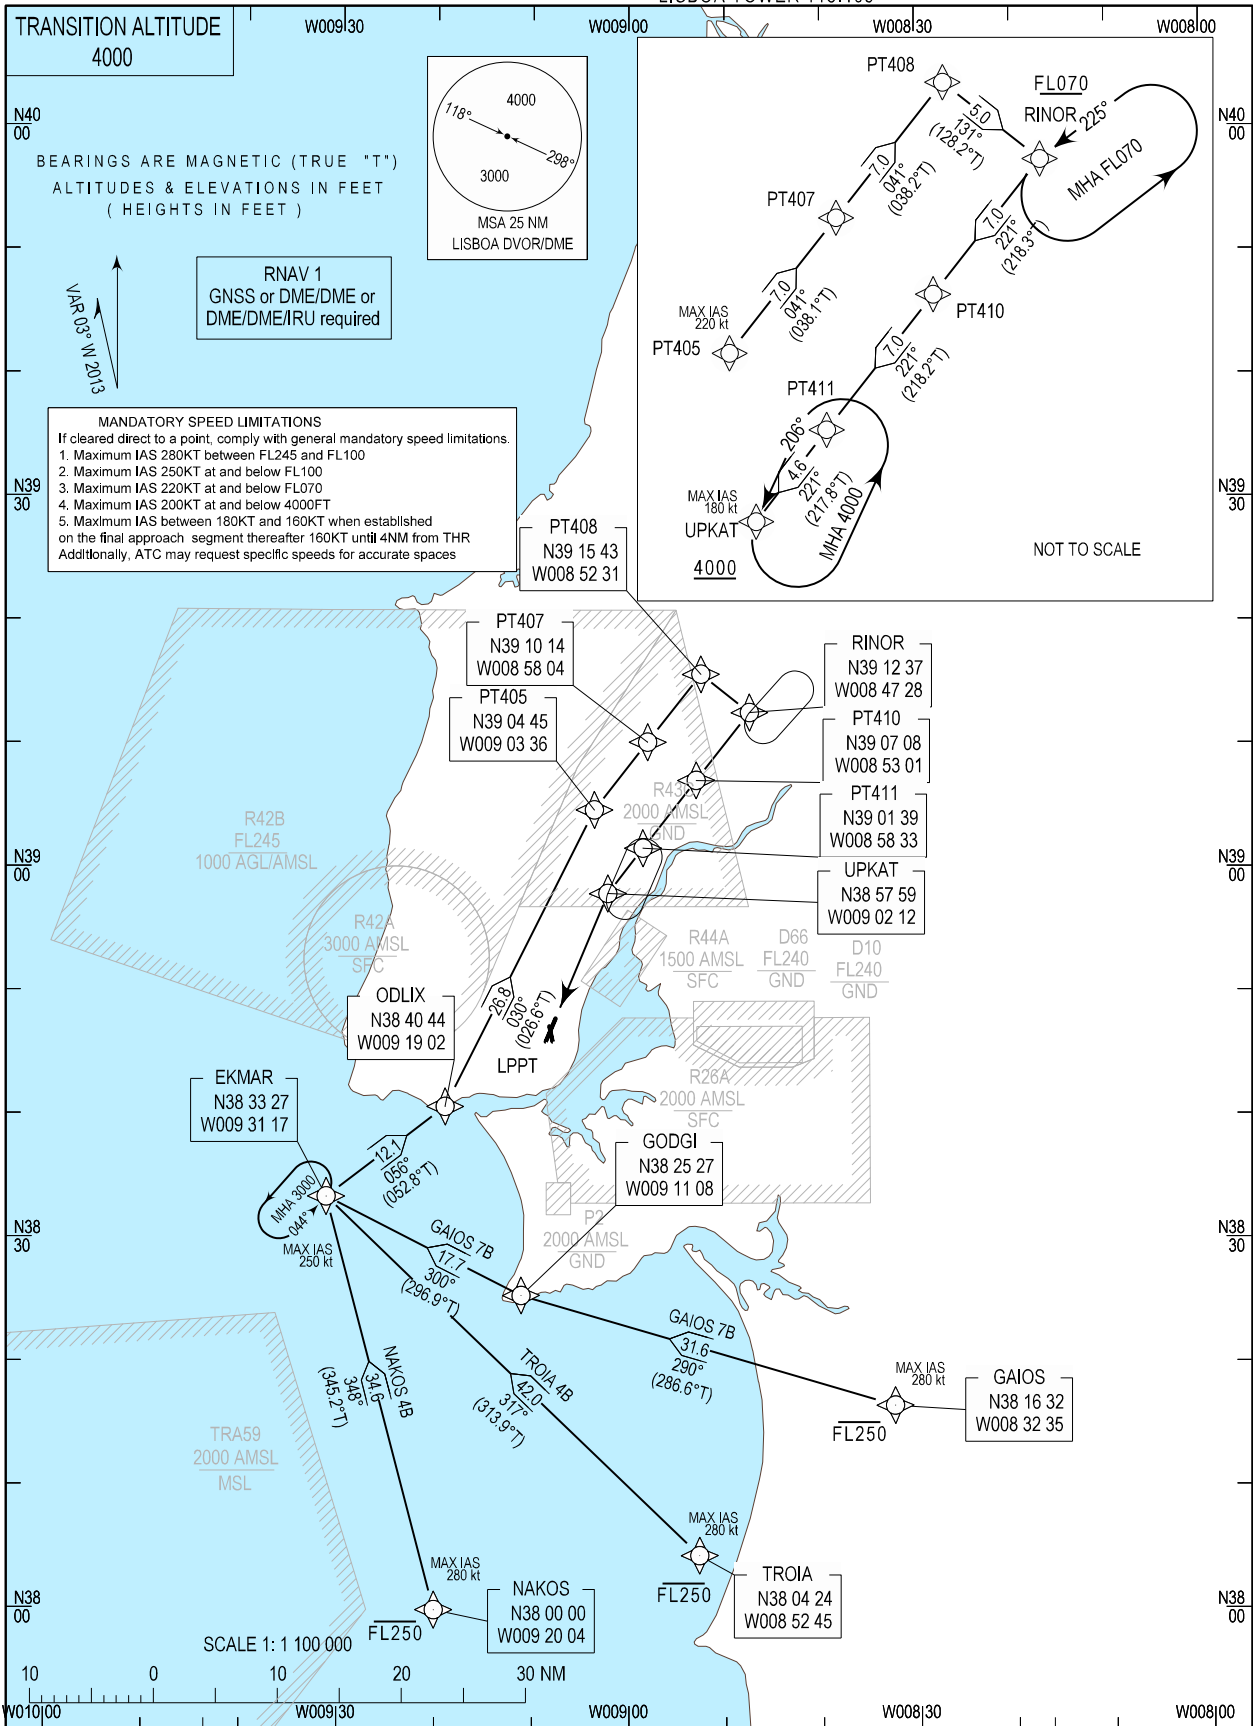 W009|30
W009|00
W008|30
W008|00
TRANSITION ALTITUDE
4000
N40
00
N40
00
BEARINGS ARE MAGNETIC (TRUE "T")
ALTITUDES & ELEVATIONS IN FEET
( HEIGHTS IN FEET )
4000
118°
298°
3000
MSA 25 NM
LISBOA DVOR/DME
VAR 03° W 2013
RNAV 1
GNSS or DME/DME or
DME/DME/IRU required
PT408
FL070
RINOR
5.0
131°
(128.2°T)
225°
MHA FL070
7.0
041°
(038.2°T)
PT407
7.0
221°
(218.3°T)
7.0
041°
(038.1°T)
PT410
MAX IAS
220 kt
PT405
7.0
221°
(218.2°T)
PT411
206°
4.6
221°
(217.8°T)
MHA 4000
MAX IAS
180 kt
UPKAT
4000
NOT TO SCALE
MANDATORY SPEED LIMITATIONS
If cleared direct to a point, comply with general mandatory speed limitations.
1. Maximum IAS 280KT between FL245 and FL100
2. Maximum IAS 250KT at and below FL100
3. Maximum IAS 220KT at and below FL070
4. Maximum IAS 200KT at and below 4000FT
5. Maximum IAS between 180KT and 160KT when established
on the final approach segment thereafter 160KT until 4NM from THR
Additionally, ATC may request specific speeds for accurate spaces
N39
30
N39
30
PT408
N39 15 43
W008 52 31
PT407
N39 10 14
W008 58 04
PT405
N39 04 45
W009 03 36
RINOR
N39 12 37
W008 47 28
PT410
N39 07 08
W008 53 01
PT411
N39 01 39
W008 58 33
UPKAT
N38 57 59
W009 02 12
R42B
FL245
1000 AGL/AMSL
2000 AMSL
GND
N39
00
N39
00
R42A
3000 AMSL
SFC
R44A
1500 AMSL
SFC
D66
FL240
GND
D10
FL240
GND
ODLIX
N38 40 44
W009 19 02
26.8
030°
(026.6°T)
LPPT
R26A
2000 AMSL
SFC
EKMAR
N38 33 27
W009 31 17
12.1
056°
(052.8°T)
GODGI
N38 25 27
W009 11 08
MHA 3000
044°
MAX IAS
250 kt
P2
2000 AMSL
GND
N38
30
N38
30
GAIOS 7B
17.7
300°
(296.9°T)
GAIOS 7B
31.6
290°
(286.6°T)
NAKOS 4B
34.6
348°
(345.2°T)
TROIA 4B
42.0
317°
(313.9°T)
MAX IAS
280 kt
FL250
GAIOS
N38 16 32
W008 32 35
TRA59
2000 AMSL
MSL
MAX IAS
280 kt
FL250
TROIA
N38 04 24
W008 52 45
MAX IAS
280 kt
FL250
NAKOS
N38 00 00
W009 20 04
N38
00
N38
00
SCALE 1: 1 100 000
10 0 10 20 30 NM
W010|00
W009|30
W009|00
W008|30
W008|00